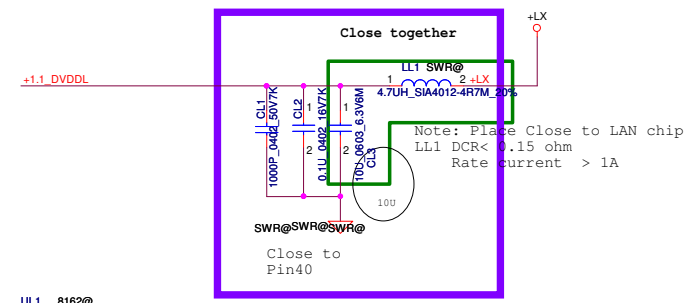 +LX
Close together
LL1 SWR@
+1.1_DVDDL
1 2 +LX
4.7UH_SIA4012-4R7M_20%
CL1
1000P_0402_50V7K
CL2
1
2
0.1U_0402_16V7K
1
2
10U_0603_6.3V6M
CL3
Note: Place Close to LAN chip
LL1 DCR< 0.15 ohm
Rate current > 1A
10U
SWR@ SWR@ SWR@
Close to
Pin40
UL1 8162@